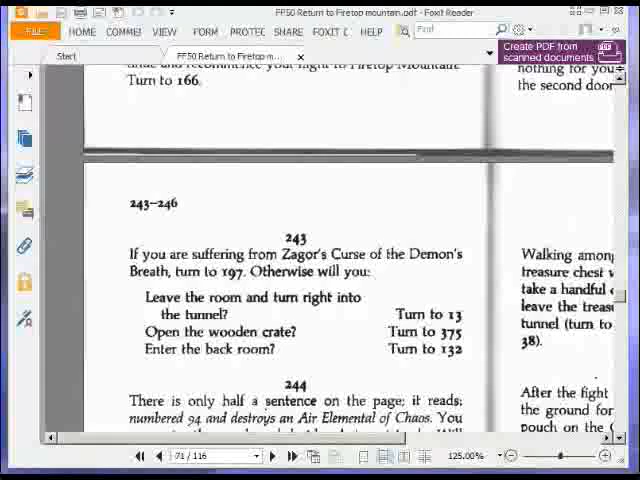 FF50 Return to Firetop mountain.pdf - Foxit Reader
FILE HOME COMMEI VIEW FORM PROTEC SHARE FOXIT C HELP Find
Start FF50 Return to Firetop m...
Create PDF from
scanned documents
Turn to 166.
nothing for you
the second door
243–246
243
If you are suffering from Zagor's Curse of the Demon's
Breath, turn to 197. Otherwise will you:
Leave the room and turn right into
the tunnel? Turn to 13
Open the wooden crate? Turn to 375
Enter the back room? Turn to 132
244
There is only half a sentence on the page; it reads:
numbered 94 and destroys an Air Elemental of Chaos. You
Walking among
treasure chest
take a handful
leave the treas
tunnel (turn to
38).
After the fight
the ground for
pouch on the
71 / 116 125.00%